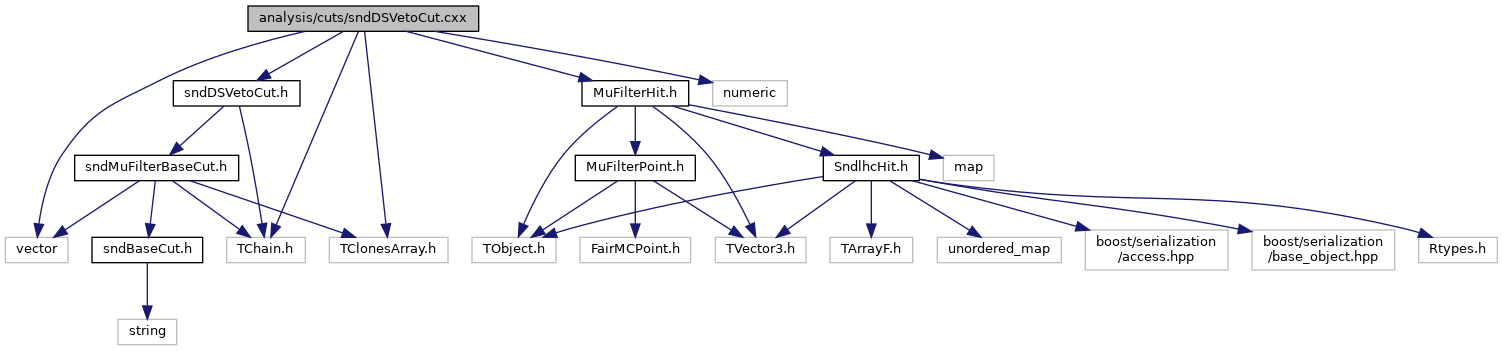 analysis/cuts/sndDSVetoCut.cxx
sndDSVetoCut.h
MuFilterHit.h
numeric
sndMuFilterBaseCut.h
MuFilterPoint.h
SndlhcHit.h
map
vector
sndBaseCut.h
TChain.h
TClonesArray.h
TObject.h
FairMCPoint.h
TVector3.h
TArrayF.h
unordered_map
boost/serialization
/access.hpp
boost/serialization
/base_object.hpp
Rtypes.h
string